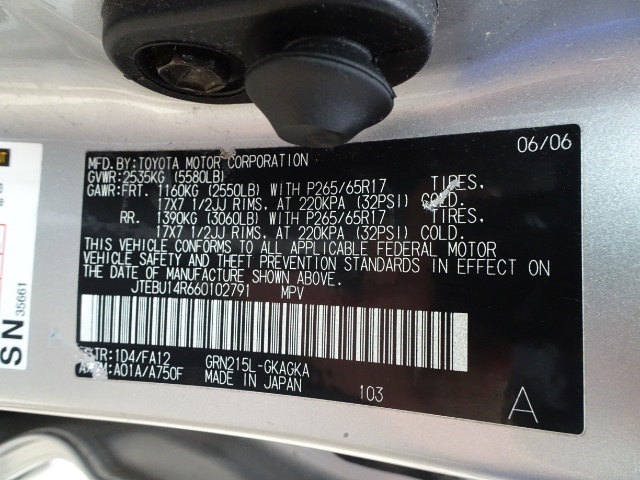 MFD.BY:TOYOTA MOTOR CORPORATION 06/06
GVWR:2535KG (5580LB)
GAWR:FRT. 1160KG (2550LB) WITH P265/65R17 TIRES,
17X7 1/2JJ RIMS, AT 220KPA (32PSI) COLD.
RR. 1390KG (3060LB) WITH P265/65R17 TIRES,
17X7 1/2JJ RIMS, AT 220KPA (32PSI) COLD.
THIS VEHICLE CONFORMS TO ALL APPLICABLE FEDERAL MOTOR
VEHICLE SAFETY AND THEFT PREVENTION STANDARDS IN EFFECT ON
THE DATE OF MANUFACTURE SHOWN ABOVE.
JTEBU14R660102791 MPV
/TR:1D4/FA12 GRN215L-GKAGKA
A/TM:A01A/A750F MADE IN JAPAN 103
A
SN 35661